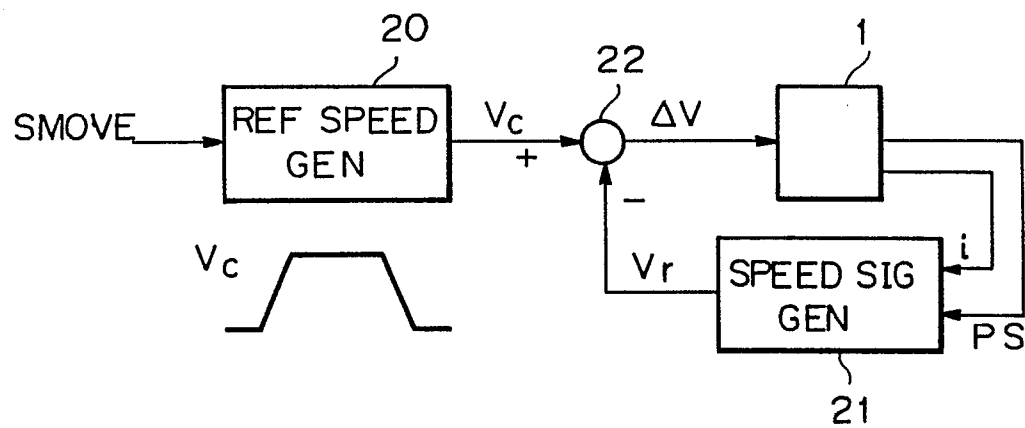 20
1
22
SMOVE
REF SPEED
GEN
Vc
+
ΔV
−
Vc
Vr
SPEED SIG
GEN
i
PS
21